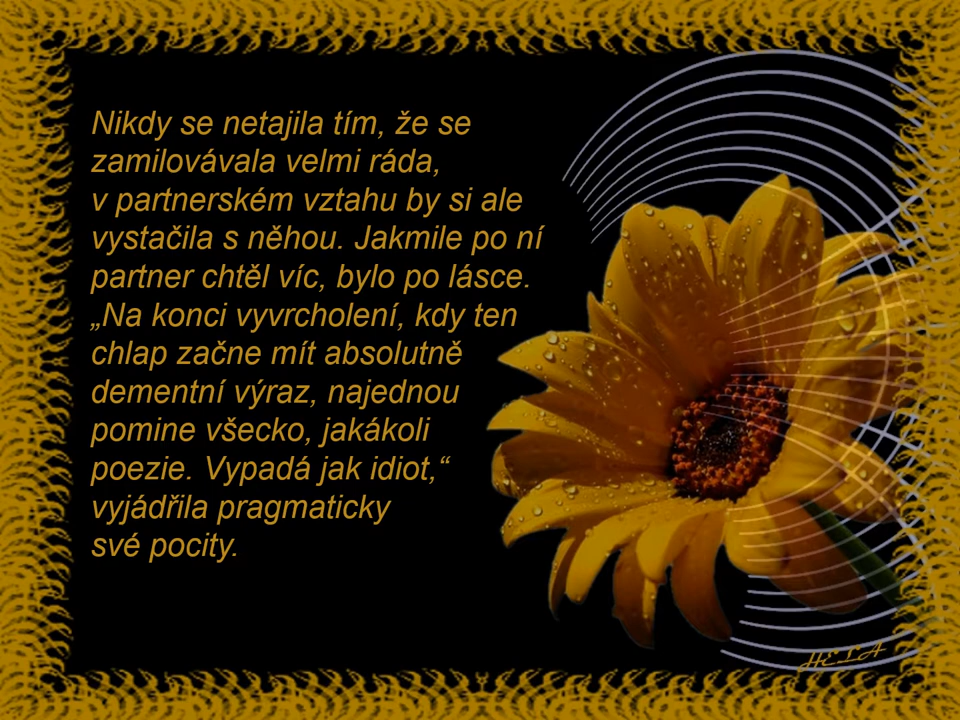 Nikdy se netajila tím, že se
zamilovávala velmi ráda,
v partnerském vztahu by si ale
vystačila s něhou. Jakmile po ní
partner chtěl víc, bylo po lásce.
„Na konci vyvrcholení, kdy ten
chlap začne mít absolutně
dementní výraz, najednou
pomine všecko, jakákoli
poezie. Vypadá jak idiot,“
vyjádřila pragmaticky
své pocity.
HELA